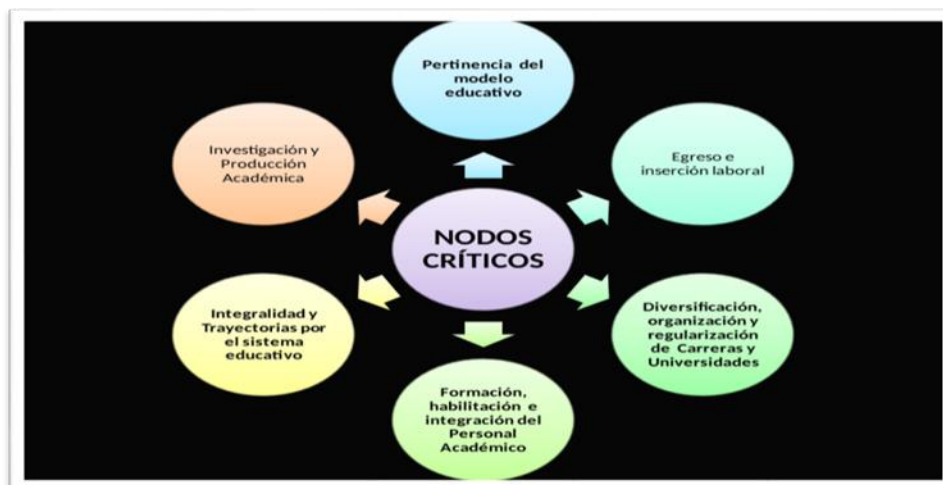 Pertinencia del
modelo
educativo
Investigación y
Producción
Académica
Egreso e
inserción laboral
NODOS
CRÍTICOS
Integralidad y
Trayectorias por
el sistema
educativo
Diversificación,
organización y
regularización
de Carreras y
Universidades
Formación,
habilitación e
integración del
Personal
Académico